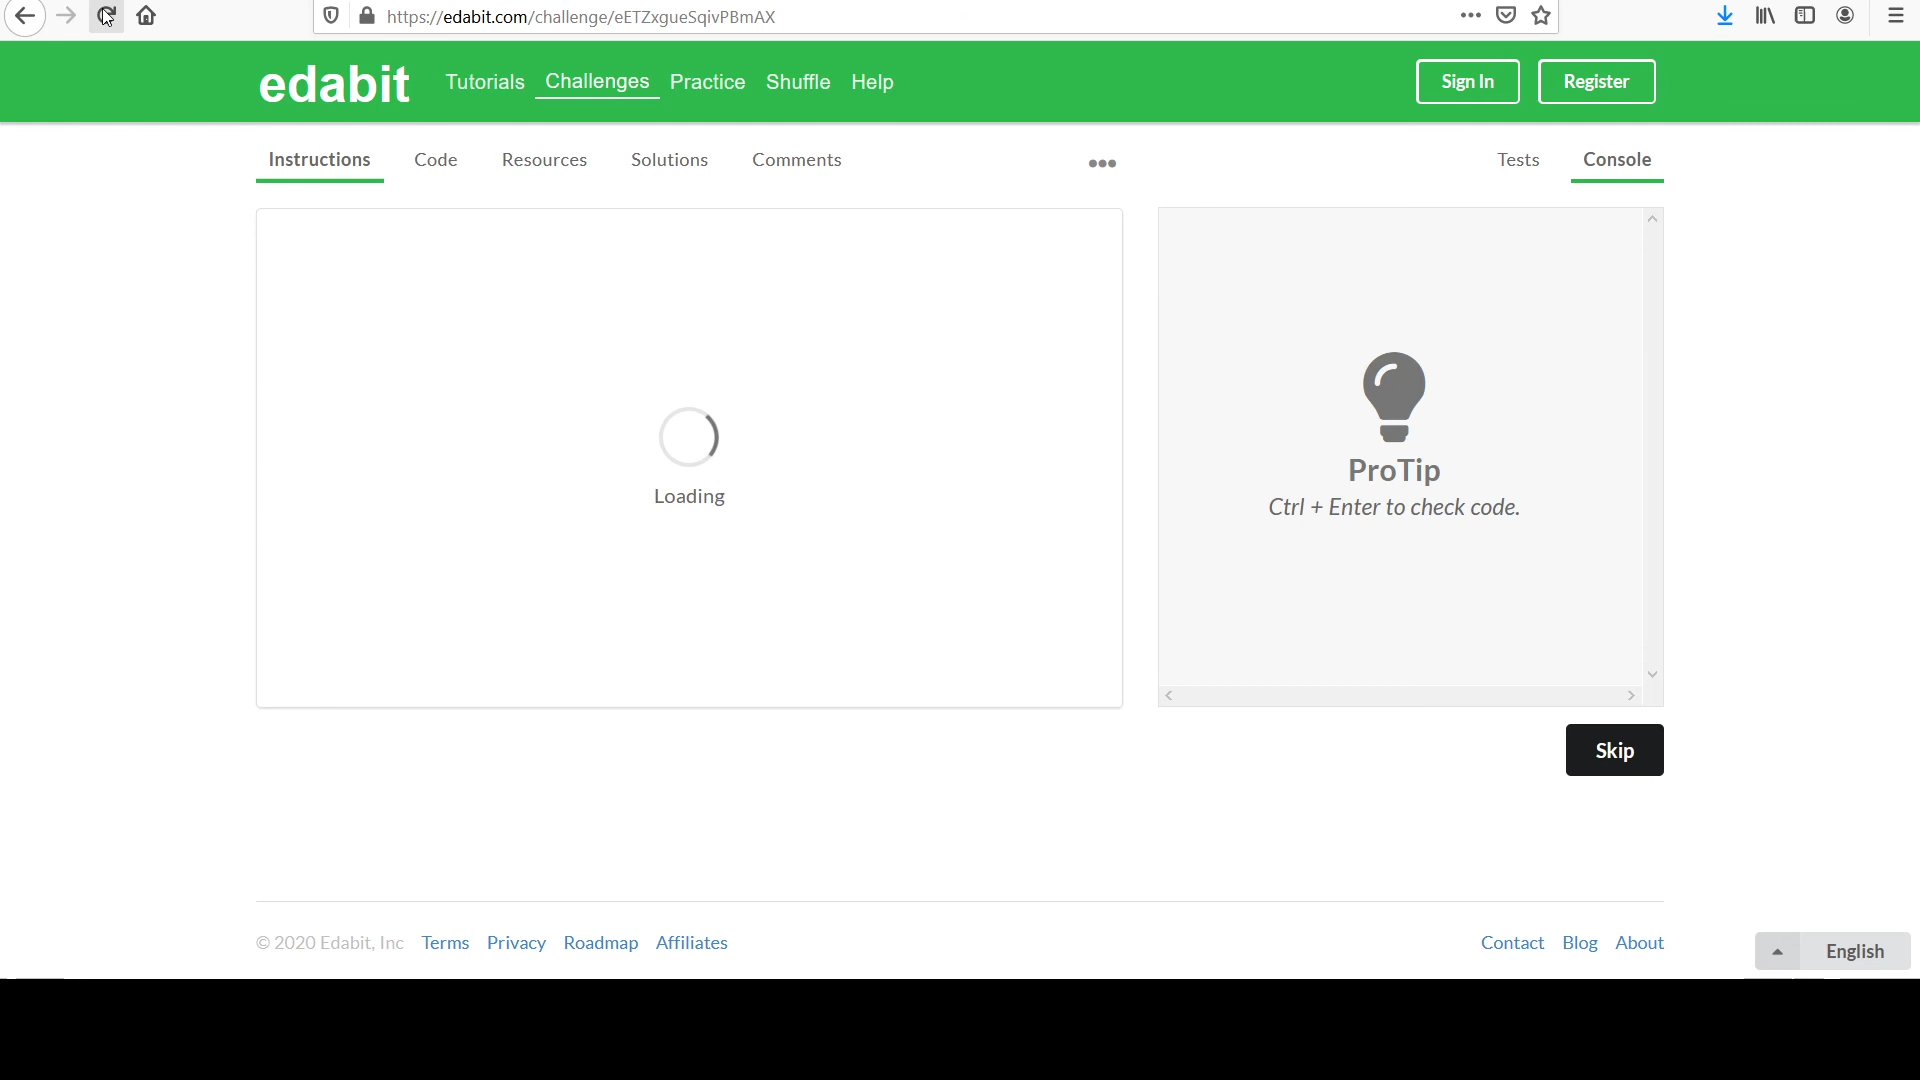 https://edabit.com/challenge/eETZxgueSqivPBmAX
edabit Tutorials Challenges Practice Shuffle Help Sign In Register
Instructions Code Resources Solutions Comments Tests Console
Loading
ProTip
Ctrl + Enter to check code.
Skip
© 2020 Edabit, Inc Terms Privacy Roadmap Affiliates Contact Blog About
English